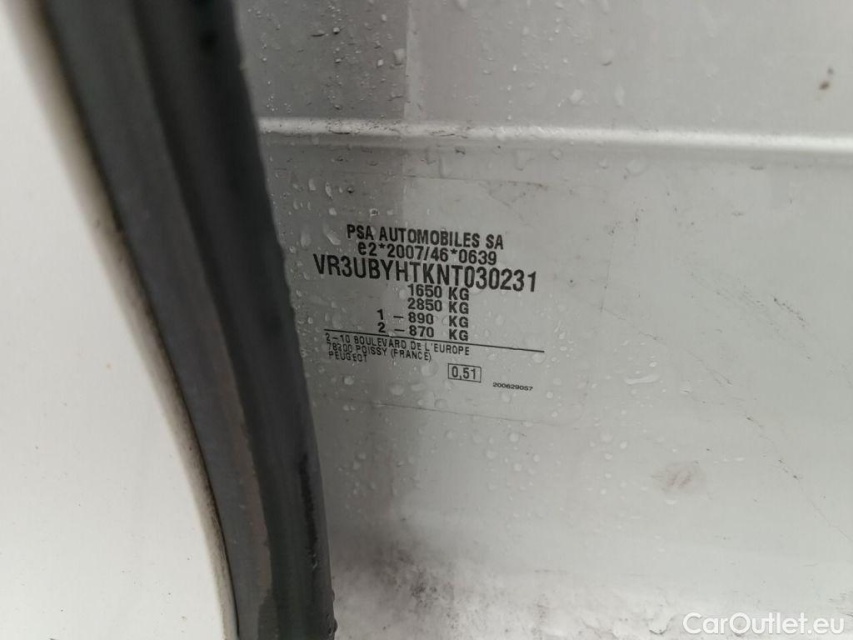 PSA AUTOMOBILES SA
e2*2007/46*0639
VR3UBYHTKNT030231
1650 KG
2850 KG
1 - 890 KG
2 - 870 KG
2-10 BOULEVARD DE L'EUROPE
78300 POISSY (FRANCE)
PEUGEOT
0,51
200629057
CarOutlet.eu